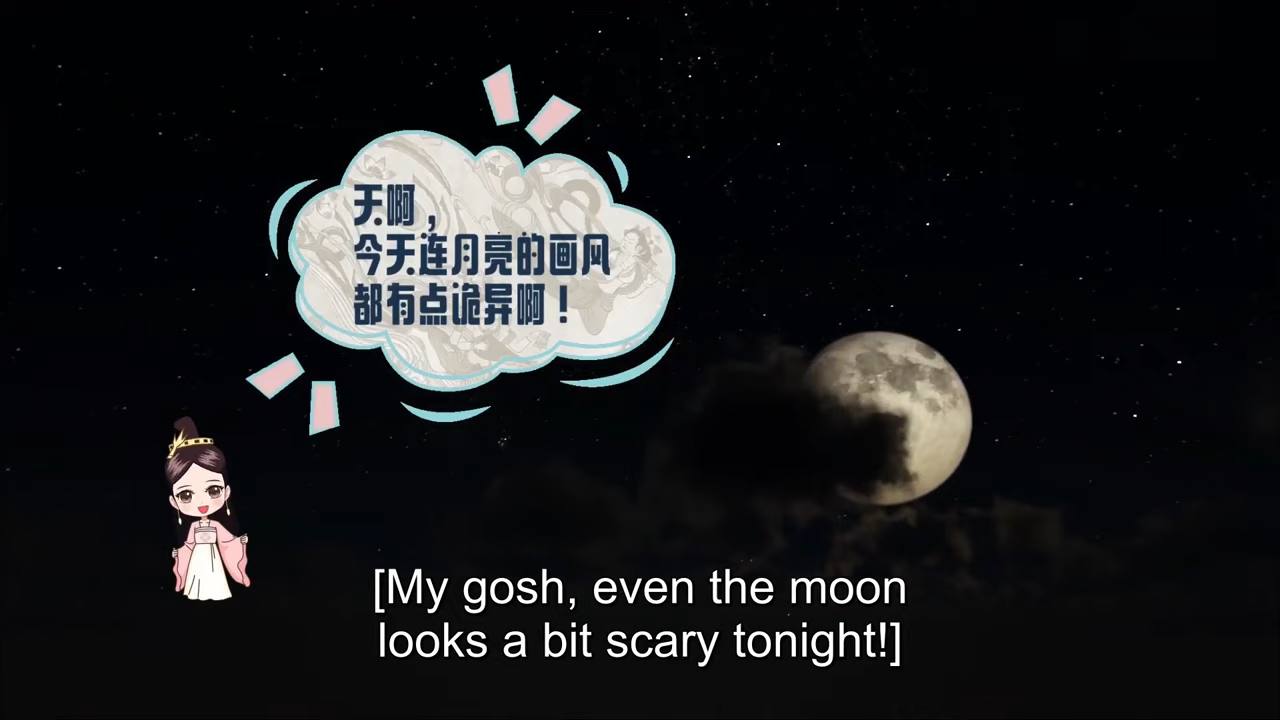 天啊，
今天连月亮的画风
都有点诡异啊！
[My gosh, even the moon
looks a bit scary tonight!]